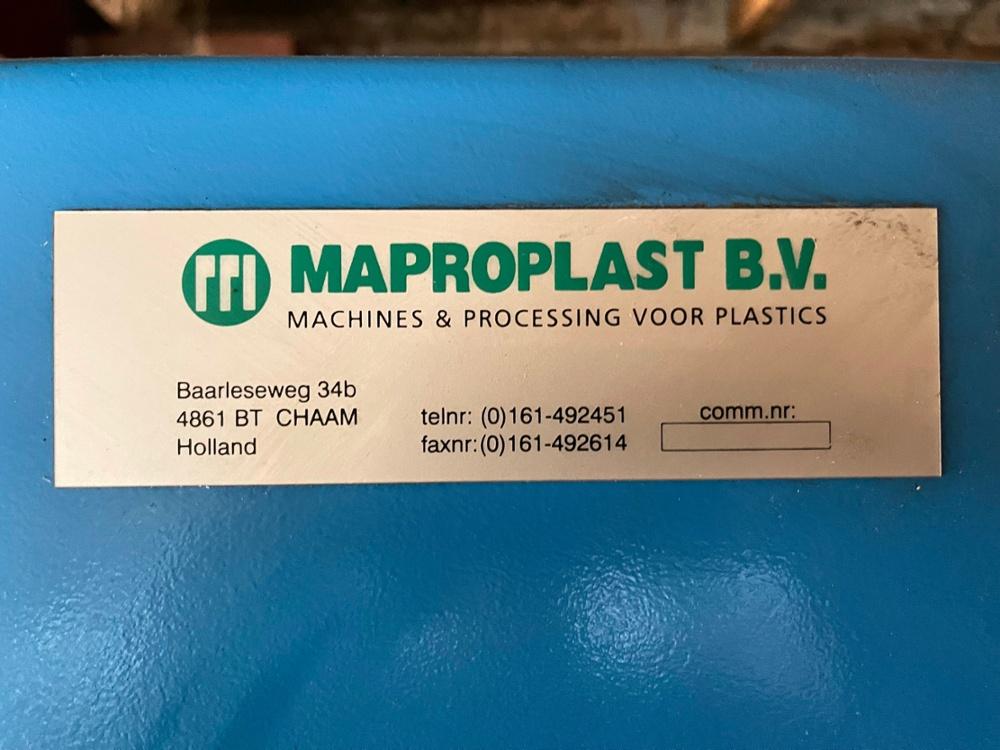 MAPROPLAST B.V.
MACHINES & PROCESSING VOOR PLASTICS
Baarleseweg 34b
4861 BT CHAAM
Holland
telnr: (0)161-492451
faxnr:(0)161-492614
comm.nr: